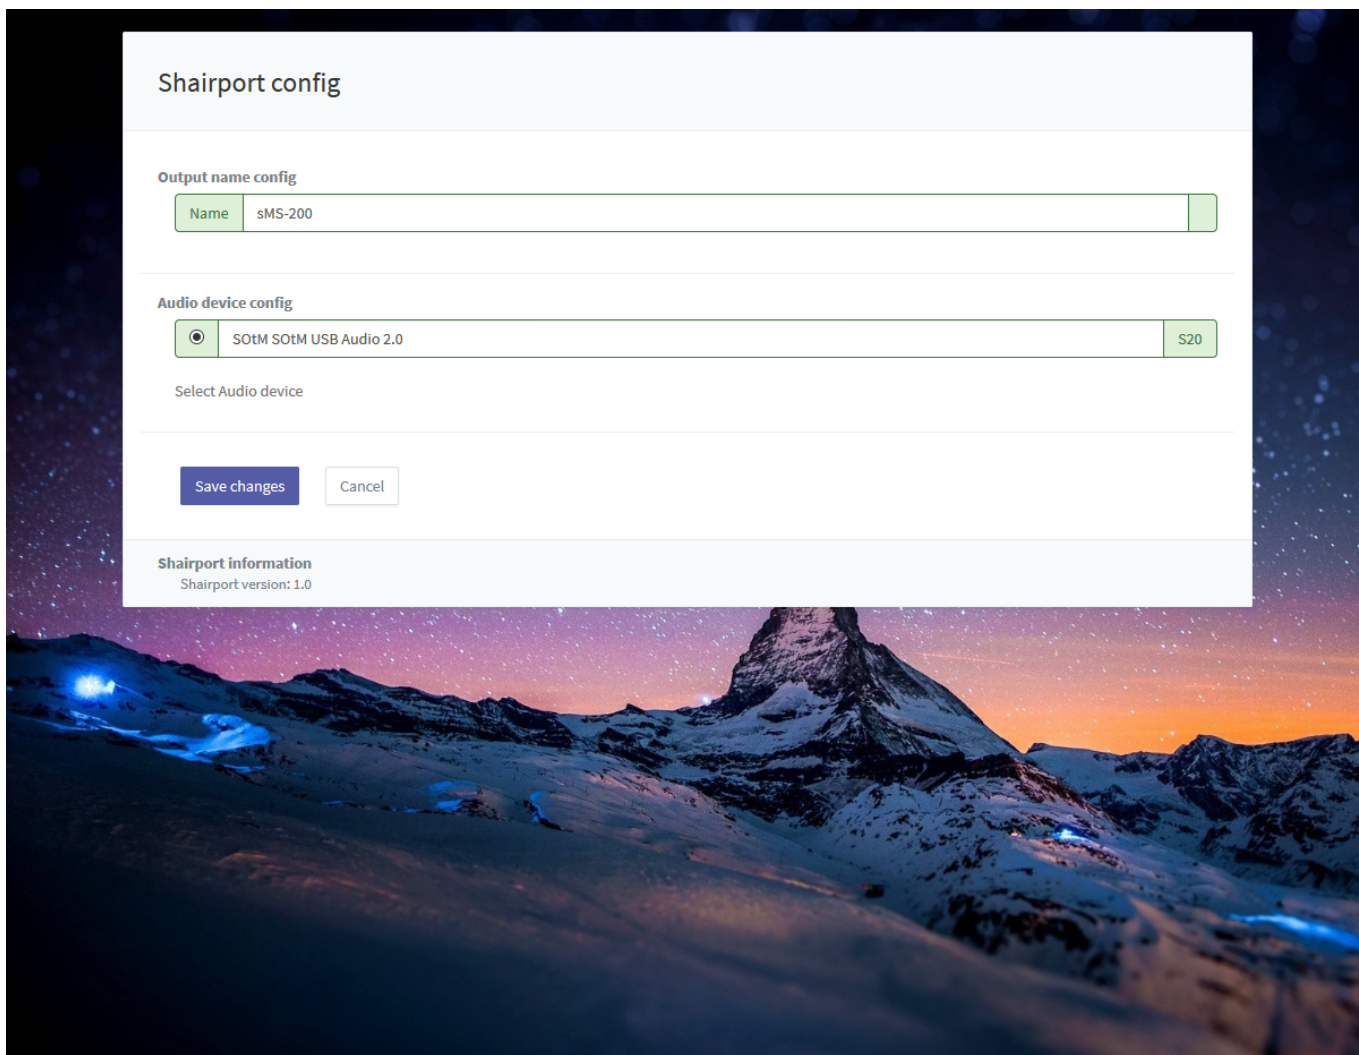 Shairport config
Output name config
Name sMS-200
Audio device config
SOtM SOtM USB Audio 2.0 S20
Select Audio device
Save changes Cancel
Shairport information
Shairport version: 1.0